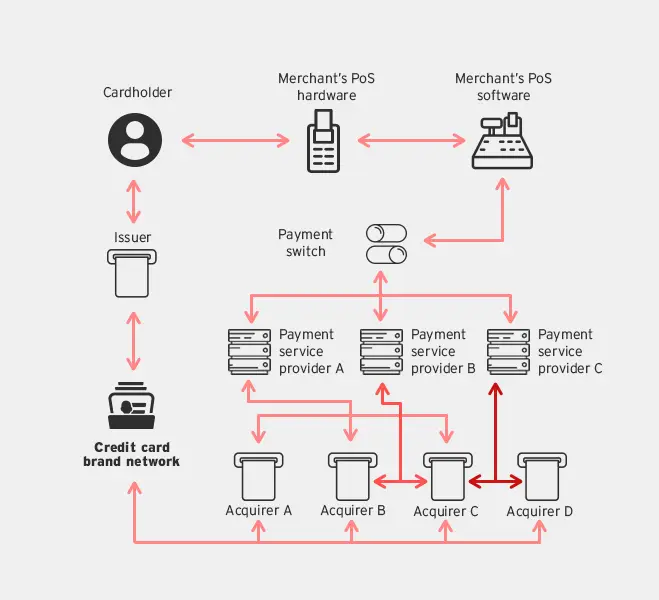 Cardholder
Merchant's PoS
hardware
Merchant's PoS
software
Issuer
Payment
switch
Payment
service
provider A
Payment
service
provider B
Payment
service
provider C
Credit card
brand network
Acquirer A
Acquirer B
Acquirer C
Acquirer D